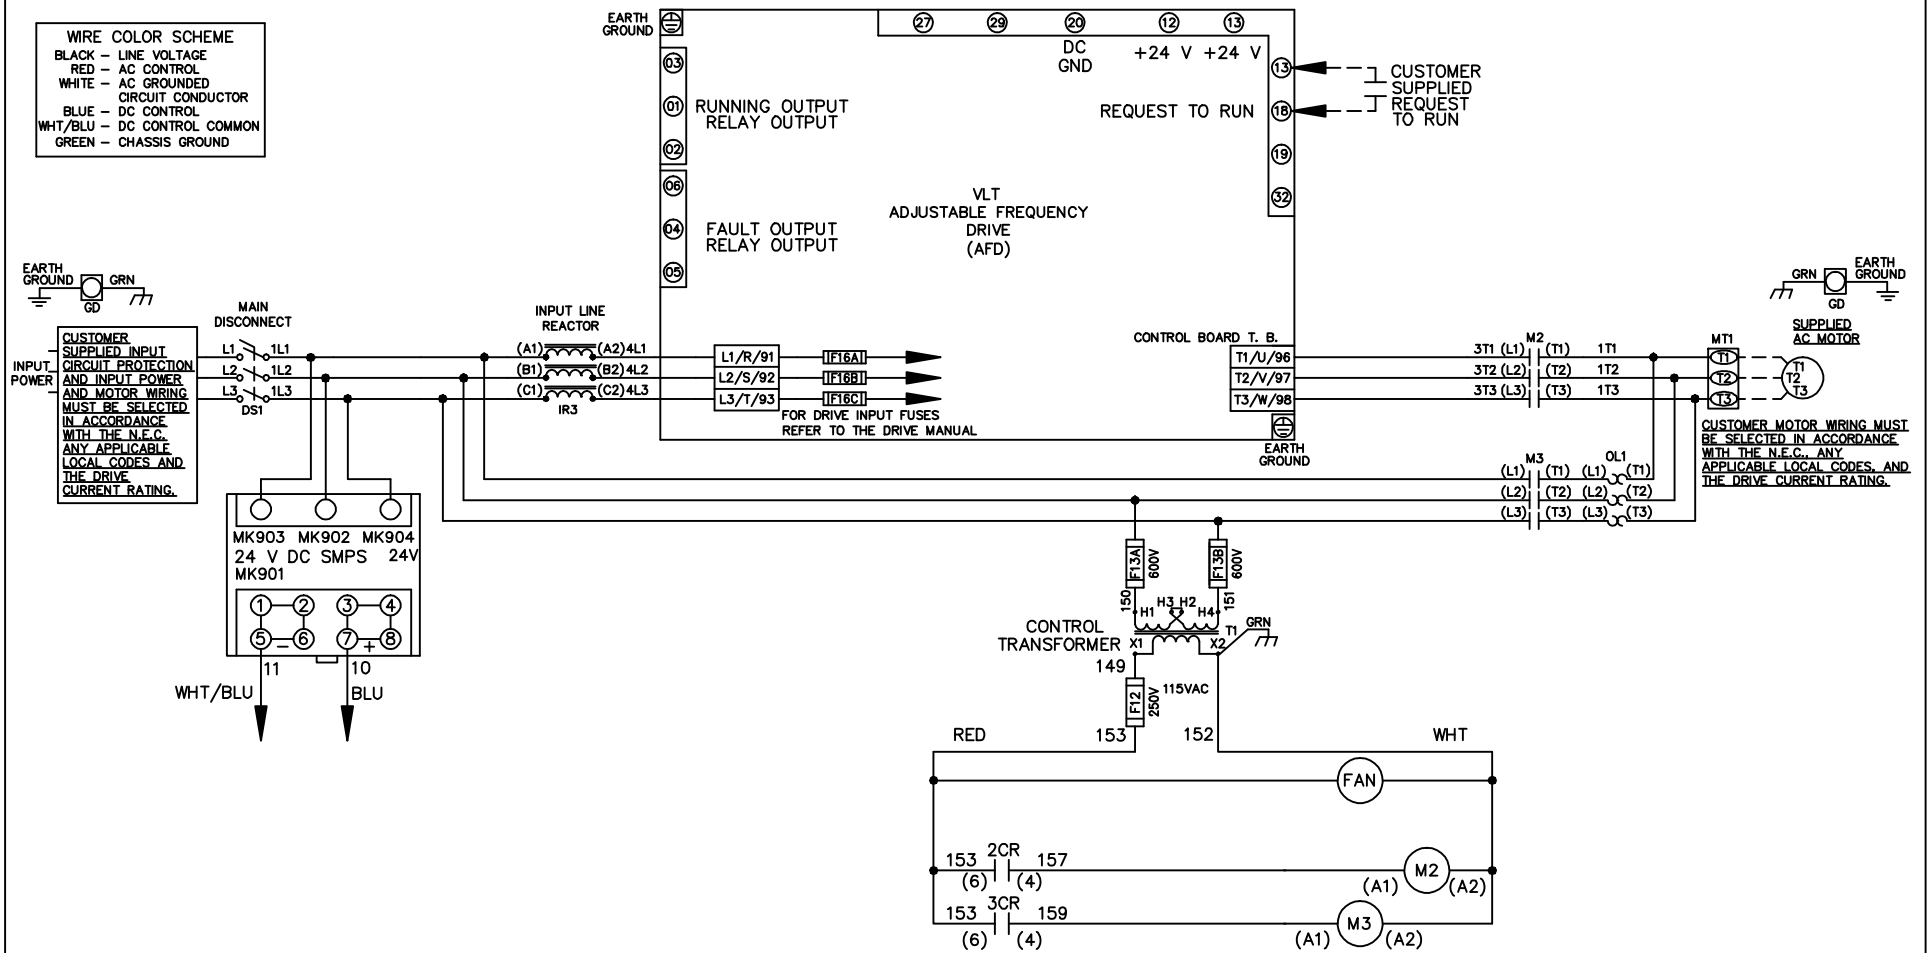 WIRE COLOR SCHEME
BLACK – LINE VOLTAGE
RED – AC CONTROL
WHITE – AC GROUNDED
CIRCUIT CONDUCTOR
BLUE – DC CONTROL
WHT/BLU – DC CONTROL COMMON
GREEN – CHASSIS GROUND
EARTH
GROUND
27 29 20 12 13
DC
GND
+24 V +24 V
03
01
02
RUNNING OUTPUT
RELAY OUTPUT
06
04
05
FAULT OUTPUT
RELAY OUTPUT
13
18
19
32
REQUEST TO RUN
CUSTOMER
SUPPLIED
REQUEST
TO RUN
VLT
ADJUSTABLE FREQUENCY
DRIVE
(AFD)
EARTH
GROUND
GRN
GD
INPUT
POWER
CUSTOMER
SUPPLIED INPUT
CIRCUIT PROTECTION
AND INPUT POWER
AND MOTOR WIRING
MUST BE SELECTED
IN ACCORDANCE
WITH THE N.E.C.
ANY APPLICABLE
LOCAL CODES AND
THE DRIVE
CURRENT RATING.
MAIN
DISCONNECT
L1 1L1
L2 1L2
L3 1L3
DS1
INPUT LINE
REACTOR
(A1) (A2) 4L1
(B1) (B2) 4L2
(C1) (C2) 4L3
IR3
L1/R/91 F16A
L2/S/92 F16B
L3/T/93 F16C
FOR DRIVE INPUT FUSES
REFER TO THE DRIVE MANUAL
CONTROL BOARD T. B.
T1/U/96
T2/V/97
T3/W/98
EARTH
GROUND
M2
3T1 (L1) (T1) 1T1
3T2 (L2) (T2) 1T2
3T3 (L3) (T3) 1T3
GRN
EARTH
GROUND
GD
SUPPLIED
AC MOTOR
MT1
T1
T2
T3
T1
T2
T3
CUSTOMER MOTOR WIRING MUST
BE SELECTED IN ACCORDANCE
WITH THE N.E.C., ANY
APPLICABLE LOCAL CODES, AND
THE DRIVE CURRENT RATING.
M3 OL1
(L1) (T1) (L1) (T1)
(L2) (T2) (L2) (T2)
(L3) (T3) (L3) (T3)
MK903 MK902 MK904
24 V DC SMPS 24V
MK901
1 2 3 4
5 – 6 7 + 8
11 10
WHT/BLU BLU
F13A 600V F13B 600V
150 151
H1 H3 H2 H4
CONTROL
TRANSFORMER
X1 X2 T1 GRN
149
F12 250V 115VAC
RED 153 152 WHT
FAN
153 2CR 157
(6) (4)
M2
(A1) (A2)
153 3CR 159
(6) (4)
M3
(A1) (A2)